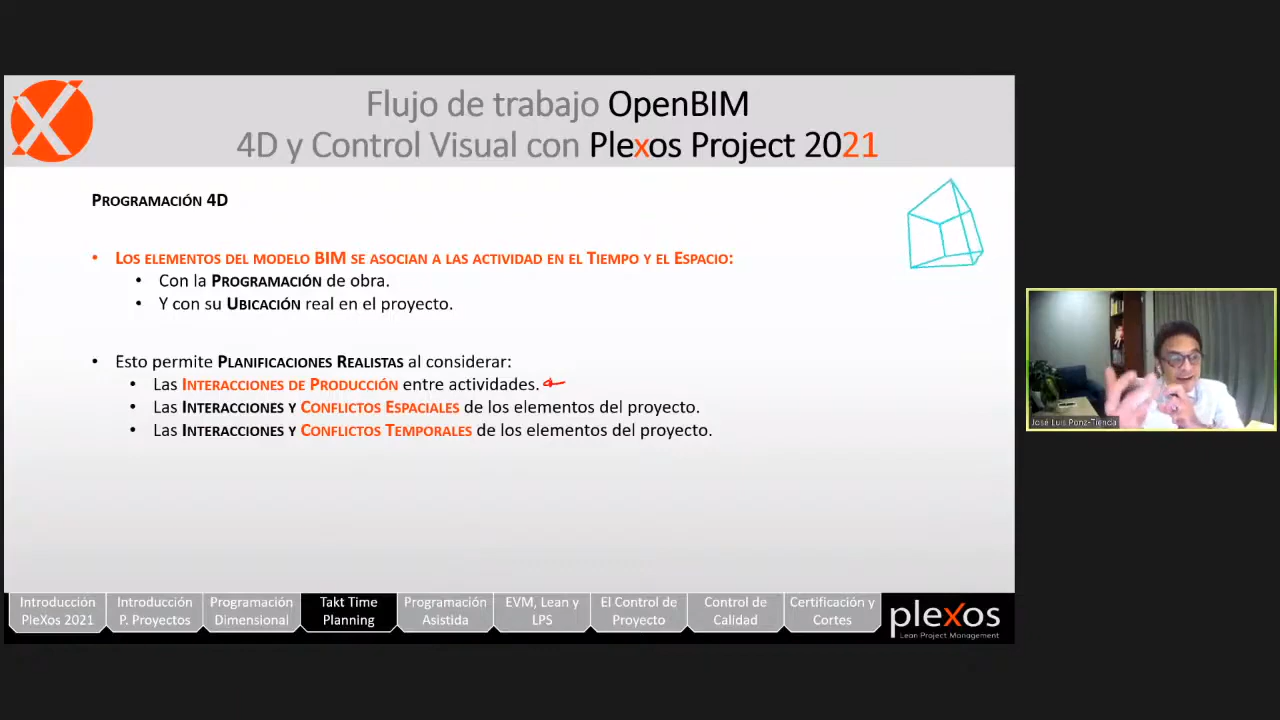 Flujo de trabajo OpenBIM
4D y Control Visual con Plexos Project 2021
PROGRAMACIÓN 4D
• LOS ELEMENTOS DEL MODELO BIM SE ASOCIAN A LAS ACTIVIDAD EN EL TIEMPO Y EL ESPACIO:
• Con la PROGRAMACIÓN de obra.
• Y con su UBICACIÓN real en el proyecto.
• Esto permite PLANIFICACIONES REALISTAS al considerar:
• Las INTERACCIONES DE PRODUCCIÓN entre actividades.
• Las INTERACCIONES Y CONFLICTOS ESPACIALES de los elementos del proyecto.
• Las INTERACCIONES Y CONFLICTOS TEMPORALES de los elementos del proyecto.
José Luis Ponz-Tienda
Introducción PleXos 2021
Introducción P. Proyectos
Programación Dimensional
Takt Time Planning
Programación Asistida
EVM, Lean y LPS
El Control de Proyecto
Control de Calidad
Certificación y Cortes
plexos
Lean Project Management